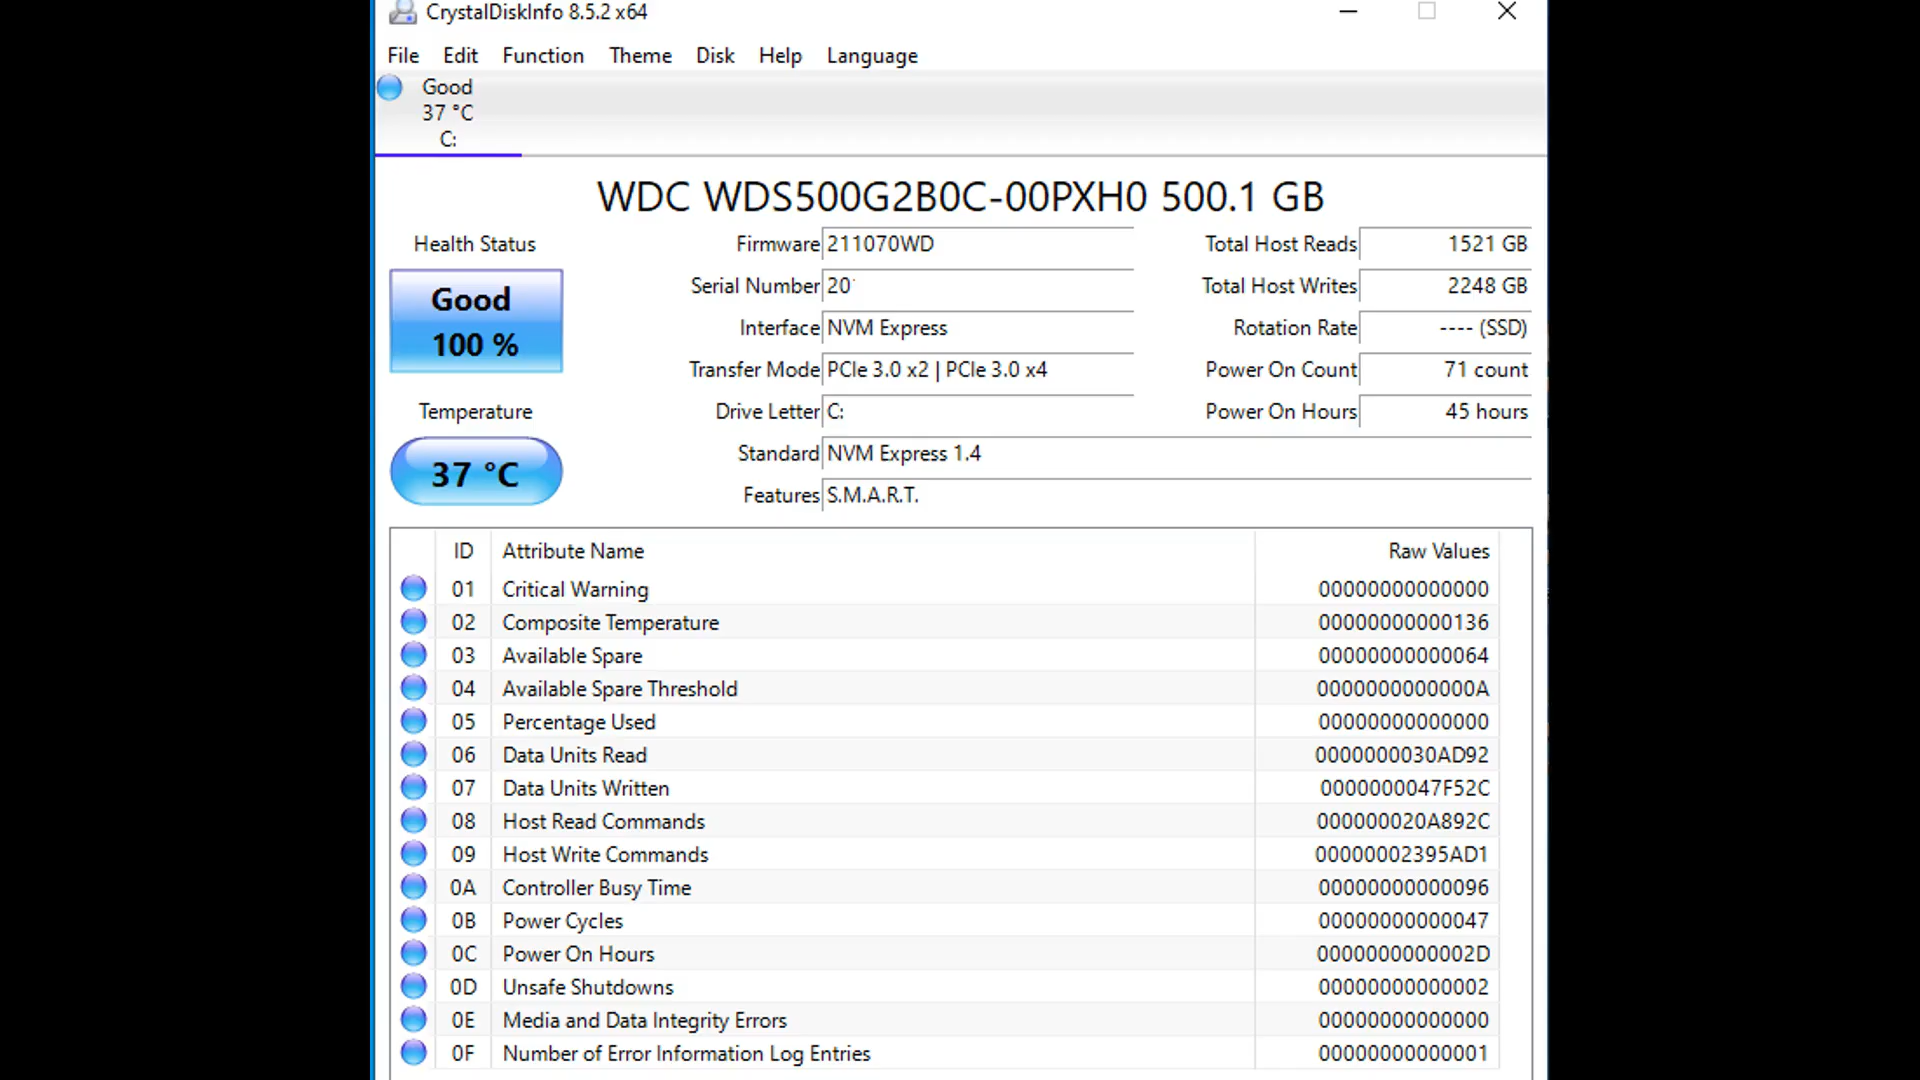 CrystalDiskInfo 8.5.2 x64
File Edit Function Theme Disk Help Language
Good
37 °C
C:
WDC WDS500G2B0C-00PXH0 500.1 GB
Health Status
Good
100 %
Temperature
37 °C
Firmware 211070WD
Serial Number 20
Interface NVM Express
Transfer Mode PCIe 3.0 x2 | PCIe 3.0 x4
Drive Letter C:
Standard NVM Express 1.4
Features S.M.A.R.T.
Total Host Reads 1521 GB
Total Host Writes 2248 GB
Rotation Rate ---- (SSD)
Power On Count 71 count
Power On Hours 45 hours
ID Attribute Name Raw Values
01 Critical Warning 00000000000000
02 Composite Temperature 00000000000136
03 Available Spare 00000000000064
04 Available Spare Threshold 0000000000000A
05 Percentage Used 00000000000000
06 Data Units Read 0000000030AD92
07 Data Units Written 0000000047F52C
08 Host Read Commands 000000020A892C
09 Host Write Commands 00000002395AD1
0A Controller Busy Time 00000000000096
0B Power Cycles 00000000000047
0C Power On Hours 0000000000002D
0D Unsafe Shutdowns 00000000000002
0E Media and Data Integrity Errors 00000000000000
0F Number of Error Information Log Entries 00000000000001